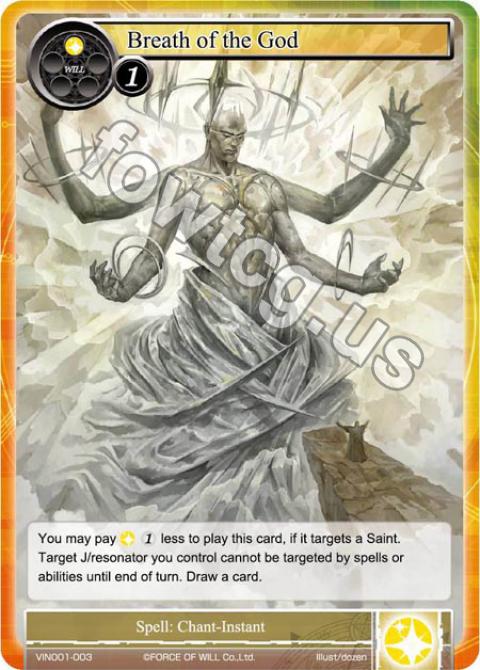 Breath of the God
WILL
1
fowtcg.us
You may pay 1 less to play this card, if it targets a Saint.
Target J/resonator you control cannot be targeted by spells or
abilities until end of turn. Draw a card.
Spell: Chant-Instant
VIN001-003 ©FORCE OF WILL Co.,Ltd. Illust/dozen